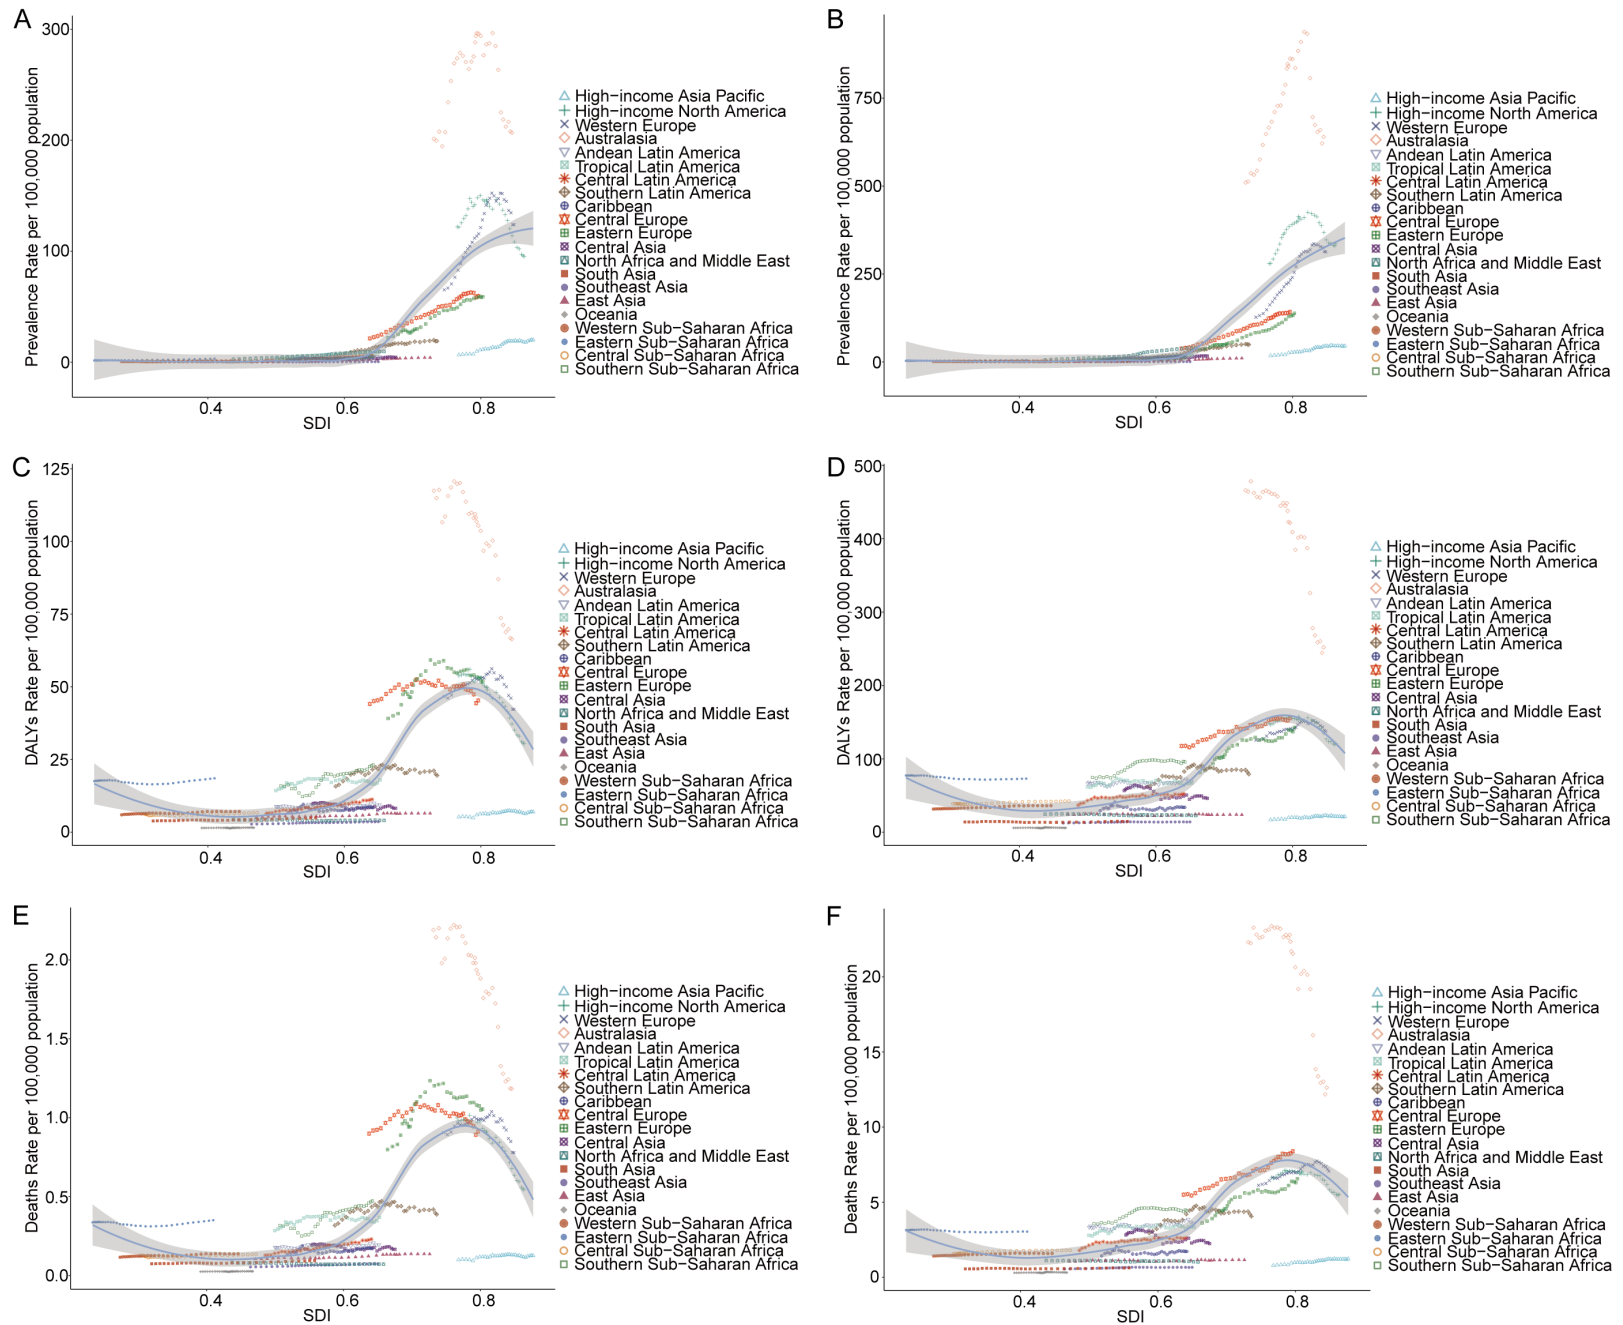 A
Prevalence Rate per 100,000 population
300
200
100
0
0.4
0.6
0.8
SDI
High−income Asia Pacific
High−income North America
Western Europe
Australasia
Andean Latin America
Tropical Latin America
Central Latin America
Southern Latin America
Caribbean
Central Europe
Eastern Europe
Central Asia
North Africa and Middle East
South Asia
Southeast Asia
East Asia
Oceania
Western Sub−Saharan Africa
Eastern Sub−Saharan Africa
Central Sub−Saharan Africa
Southern Sub−Saharan Africa
B
Prevalence Rate per 100,000 population
750
500
250
0
0.4
0.6
0.8
SDI
High−income Asia Pacific
High−income North America
Western Europe
Australasia
Andean Latin America
Tropical Latin America
Central Latin America
Southern Latin America
Caribbean
Central Europe
Eastern Europe
Central Asia
North Africa and Middle East
South Asia
Southeast Asia
East Asia
Oceania
Western Sub−Saharan Africa
Eastern Sub−Saharan Africa
Central Sub−Saharan Africa
Southern Sub−Saharan Africa
C
DALYs Rate per 100,000 population
125
100
75
50
25
0
0.4
0.6
0.8
SDI
High−income Asia Pacific
High−income North America
Western Europe
Australasia
Andean Latin America
Tropical Latin America
Central Latin America
Southern Latin America
Caribbean
Central Europe
Eastern Europe
Central Asia
North Africa and Middle East
South Asia
Southeast Asia
East Asia
Oceania
Western Sub−Saharan Africa
Eastern Sub−Saharan Africa
Central Sub−Saharan Africa
Southern Sub−Saharan Africa
D
DALYs Rate per 100,000 population
500
400
300
200
100
0
0.4
0.6
0.8
SDI
High−income Asia Pacific
High−income North America
Western Europe
Australasia
Andean Latin America
Tropical Latin America
Central Latin America
Southern Latin America
Caribbean
Central Europe
Eastern Europe
Central Asia
North Africa and Middle East
South Asia
Southeast Asia
East Asia
Oceania
Western Sub−Saharan Africa
Eastern Sub−Saharan Africa
Central Sub−Saharan Africa
Southern Sub−Saharan Africa
E
Deaths Rate per 100,000 population
2.0
1.5
1.0
0.5
0.0
0.4
0.6
0.8
SDI
High−income Asia Pacific
High−income North America
Western Europe
Australasia
Andean Latin America
Tropical Latin America
Central Latin America
Southern Latin America
Caribbean
Central Europe
Eastern Europe
Central Asia
North Africa and Middle East
South Asia
Southeast Asia
East Asia
Oceania
Western Sub−Saharan Africa
Eastern Sub−Saharan Africa
Central Sub−Saharan Africa
Southern Sub−Saharan Africa
F
Deaths Rate per 100,000 population
20
15
10
5
0
0.4
0.6
0.8
SDI
High−income Asia Pacific
High−income North America
Western Europe
Australasia
Andean Latin America
Tropical Latin America
Central Latin America
Southern Latin America
Caribbean
Central Europe
Eastern Europe
Central Asia
North Africa and Middle East
South Asia
Southeast Asia
East Asia
Oceania
Western Sub−Saharan Africa
Eastern Sub−Saharan Africa
Central Sub−Saharan Africa
Southern Sub−Saharan Africa